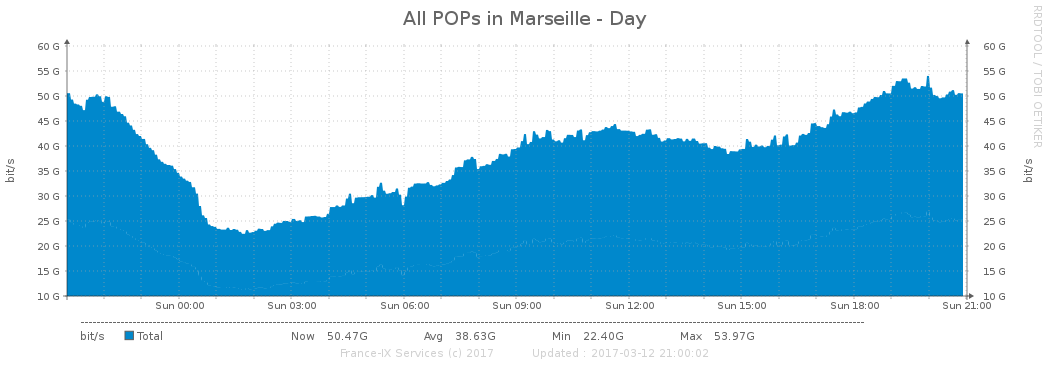 All POPs in Marseille - Day
RRDTOOL / TOBI OETIKER
60 G 60 G
55 G 55 G
50 G 50 G
45 G 45 G
40 G 40 G
35 G 35 G
30 G 30 G
25 G 25 G
20 G 20 G
15 G 15 G
10 G 10 G
bit/s
bit/s
Sun 00:00 Sun 03:00 Sun 06:00 Sun 09:00 Sun 12:00 Sun 15:00 Sun 18:00 Sun 21:00
bit/s Total Now 50.47G Avg 38.63G Min 22.40G Max 53.97G
France-IX Services (c) 2017 Updated : 2017-03-12 21:00:02